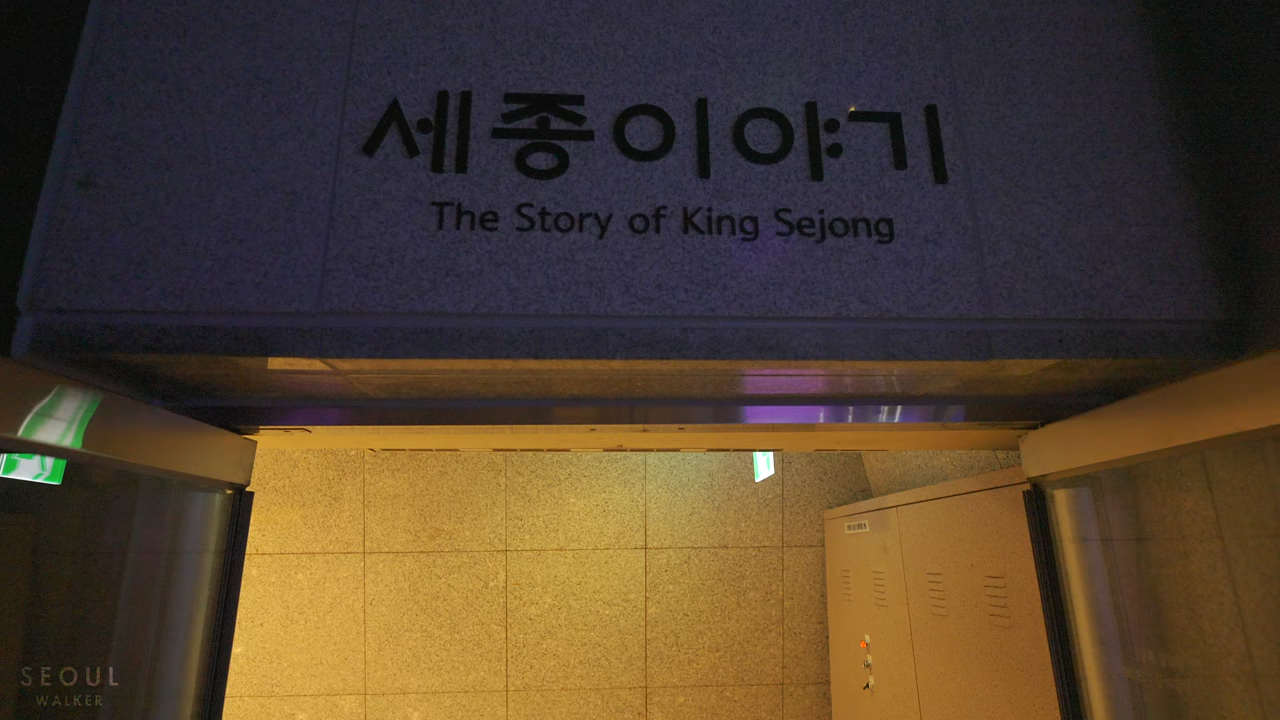 세종이야기
The Story of King Sejong
SEOUL
WALKER